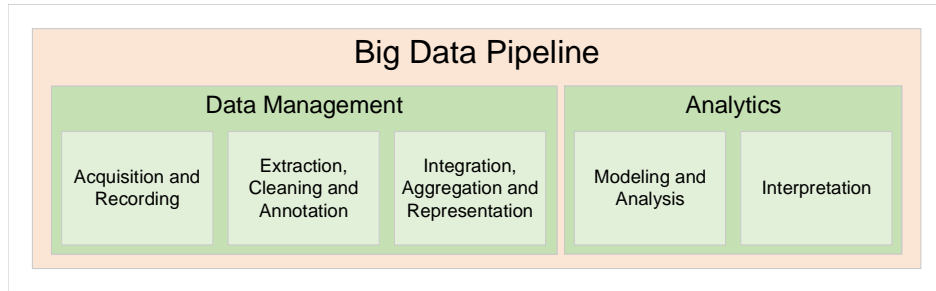 Big Data Pipeline
Data Management
Acquisition and
Recording
Extraction,
Cleaning and
Annotation
Integration,
Aggregation and
Representation
Analytics
Modeling and
Analysis
Interpretation